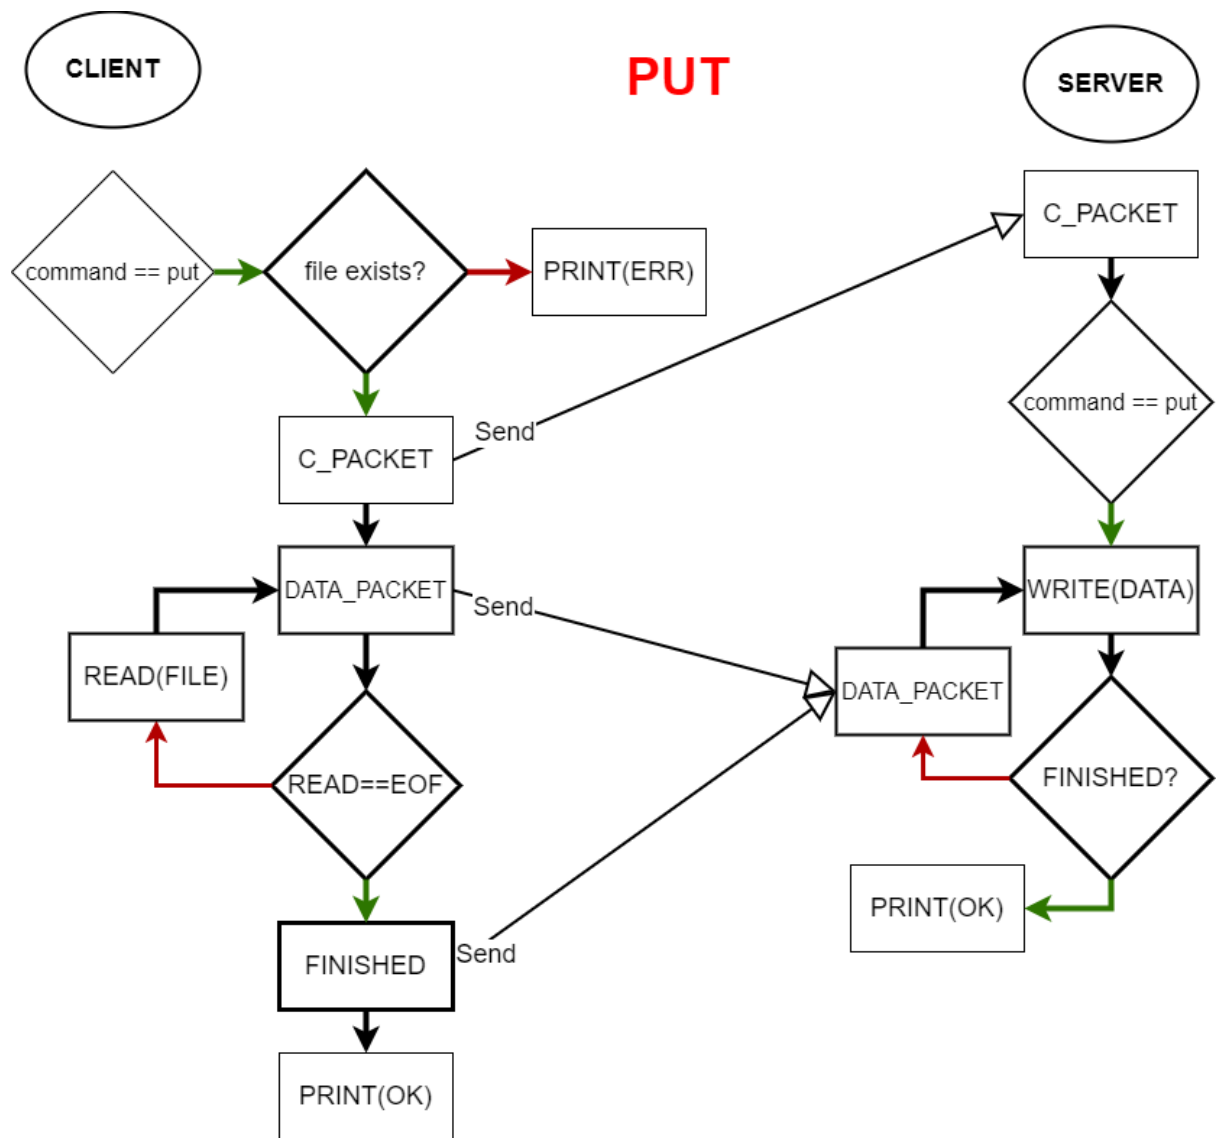 CLIENT
PUT
SERVER
command == put
file exists?
PRINT(ERR)
C_PACKET
command == put
Send
C_PACKET
DATA_PACKET
Send
WRITE(DATA)
READ(FILE)
DATA_PACKET
READ==EOF
FINISHED?
PRINT(OK)
FINISHED
Send
PRINT(OK)